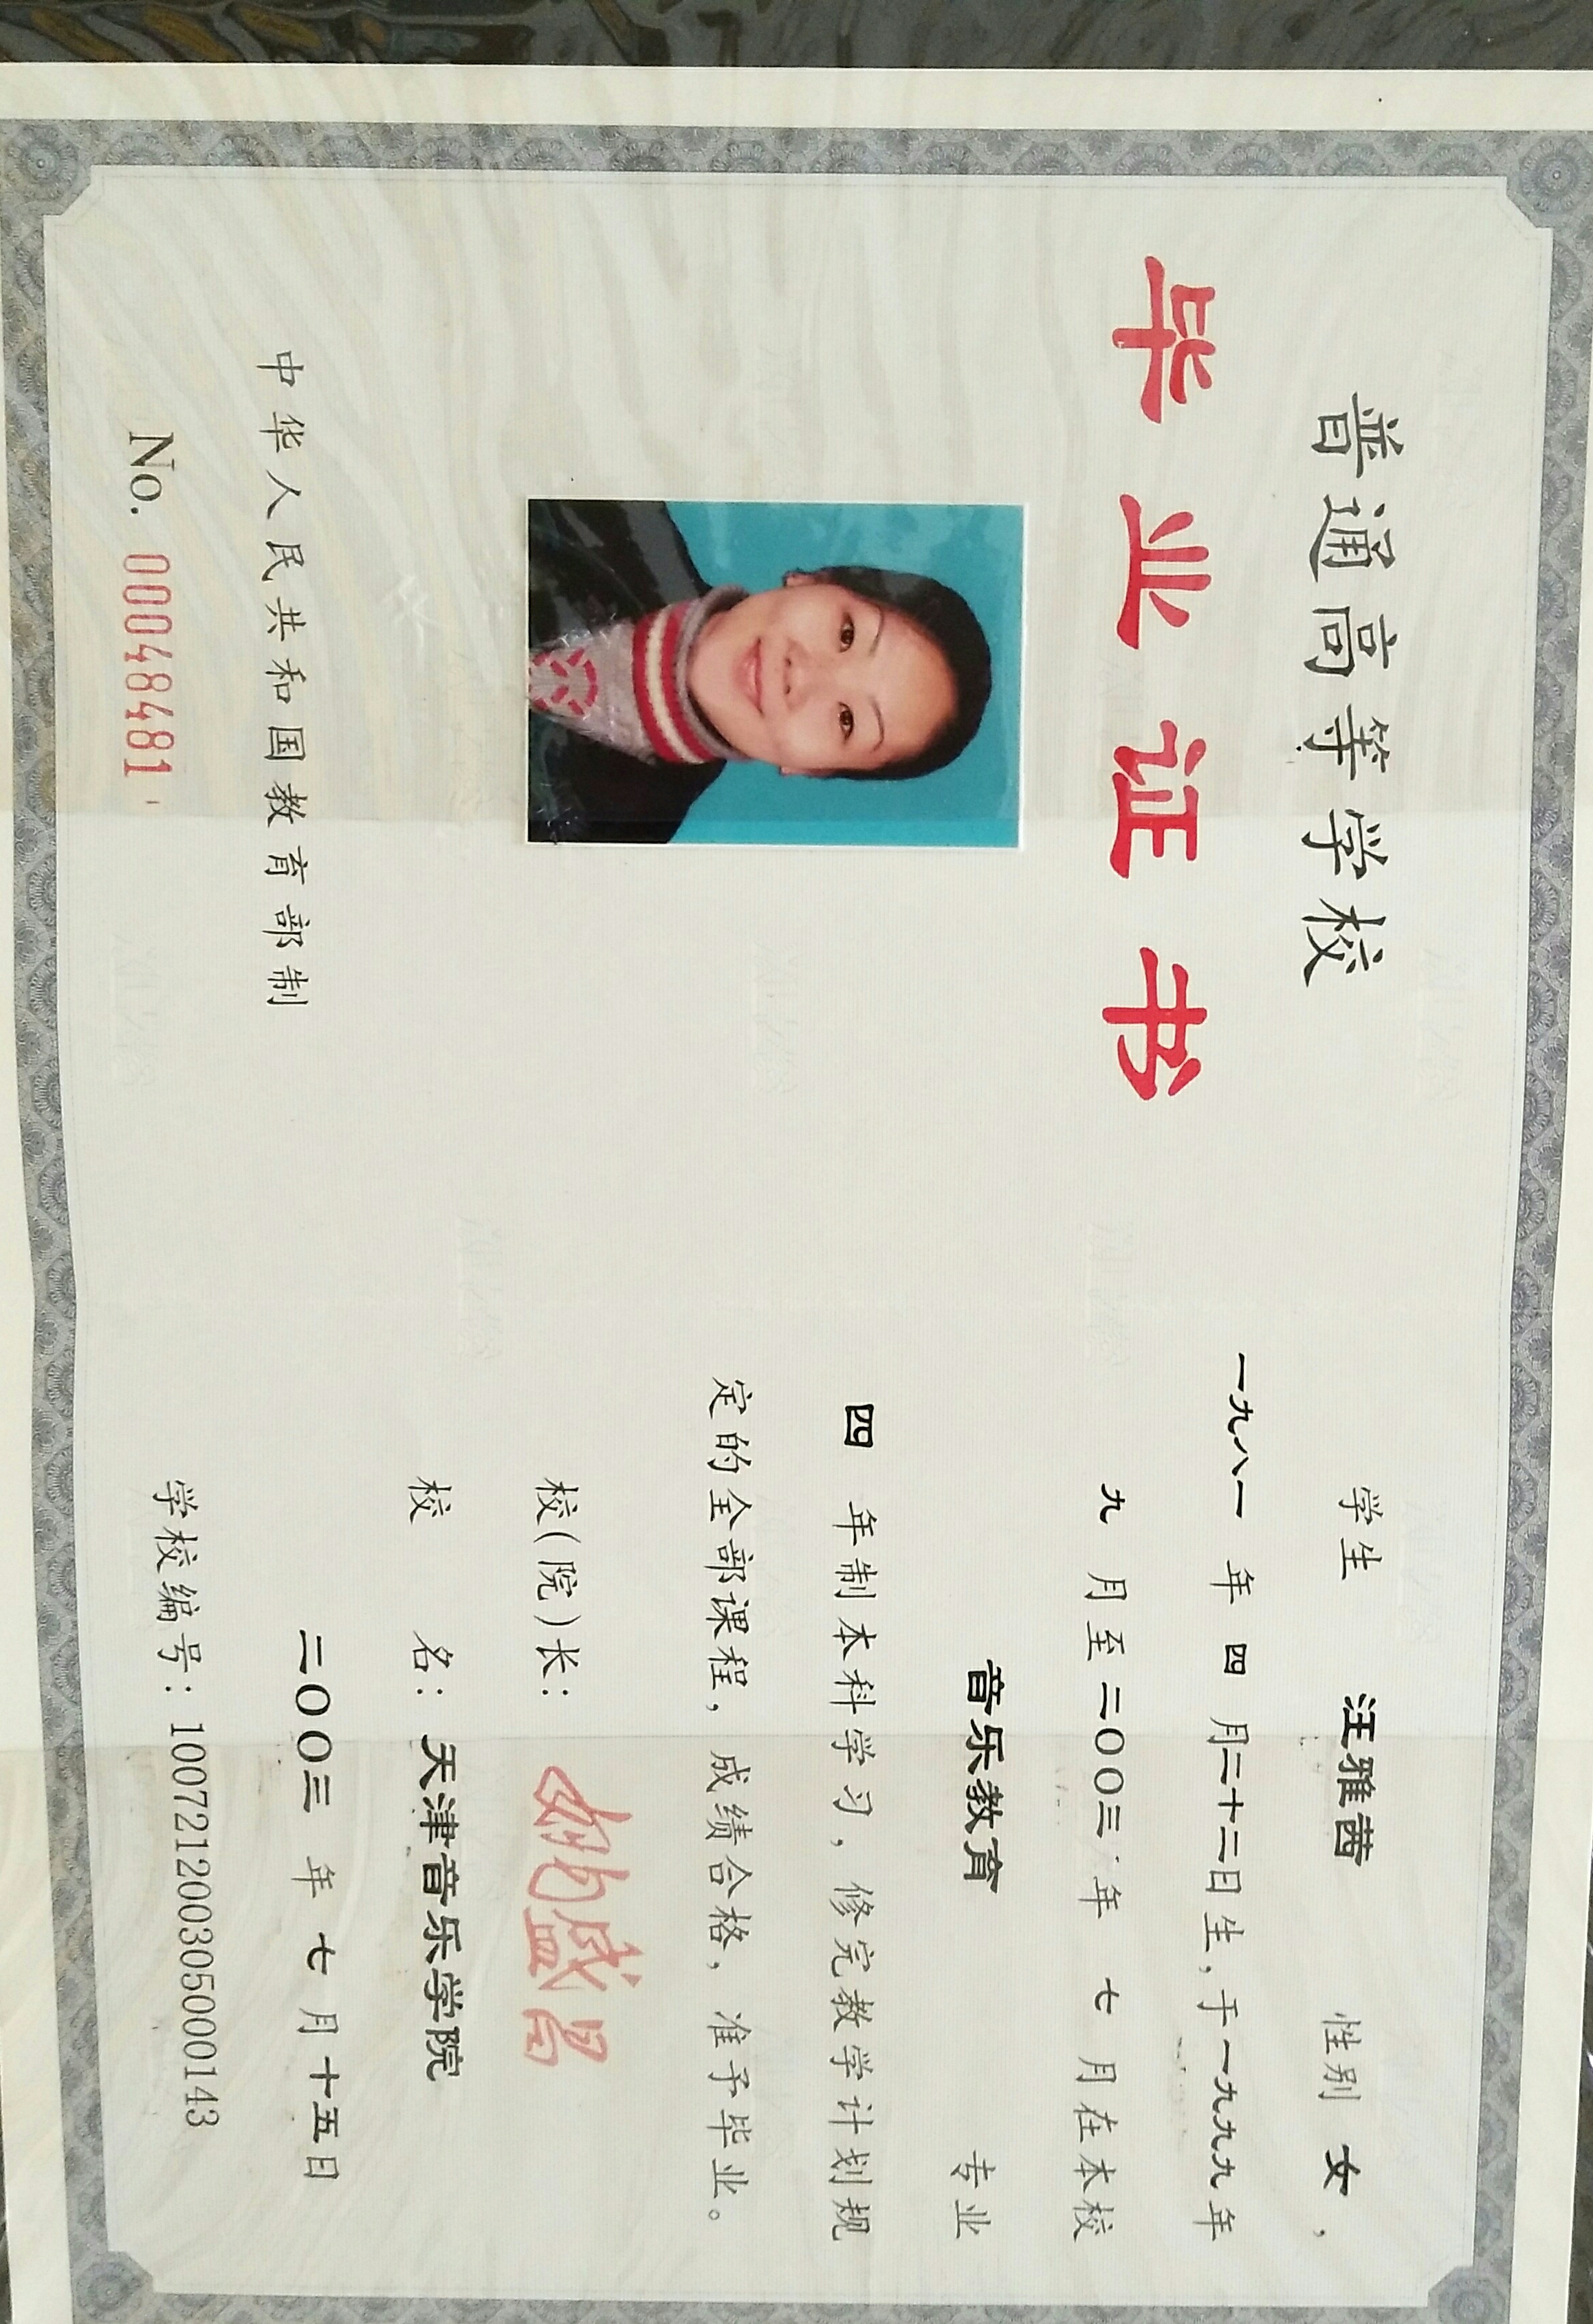 普通高等学校
毕业证书
中华人民共和国教育部制
No. 00048481
学生 汪雅茜 性别 女，
一九八一 年 四 月二十二日生，于一九九九年
九 月至二〇〇三年 七 月在本校
音乐教育 专业
四 年制本科学习，修完教学计划规
定的全部课程，成绩合格，准予毕业。
校(院)长：姚盛昌
校 名：天津音乐学院
二〇〇三 年 七 月十五日
学校编号：100721200305000143